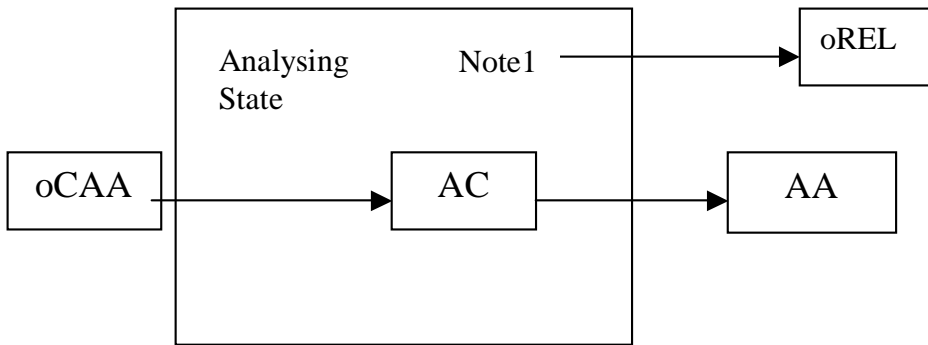 Analysing
State
Note1
oREL
oCAA
AC
AA